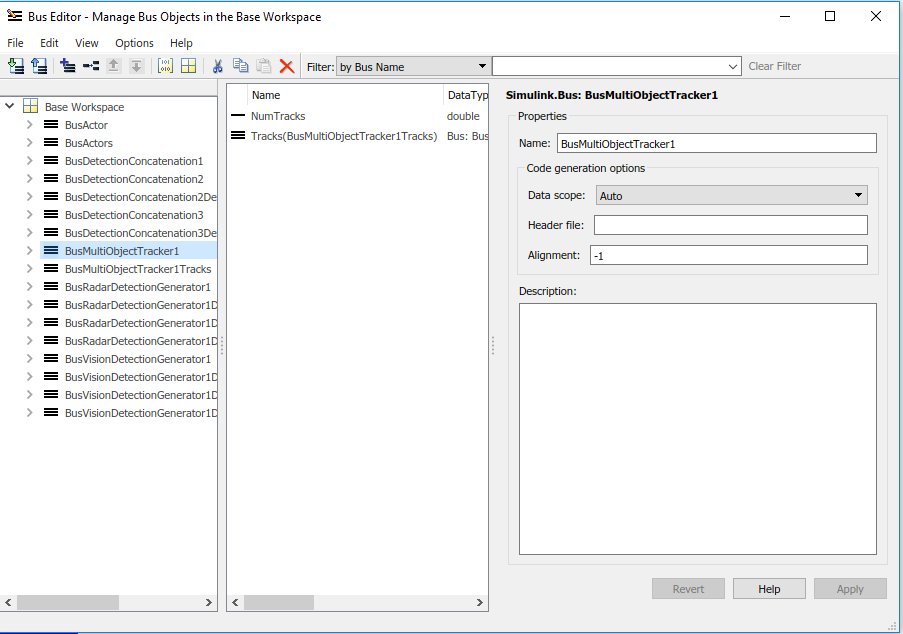 Bus Editor - Manage Bus Objects in the Base Workspace
File Edit View Options Help
Filter: by Bus Name Clear Filter
Base Workspace
BusActor
BusActors
BusDetectionConcatenation1
BusDetectionConcatenation2
BusDetectionConcatenation2De
BusDetectionConcatenation3
BusDetectionConcatenation3De
BusMultiObjectTracker1
BusMultiObjectTracker1Tracks
BusRadarDetectionGenerator1
BusRadarDetectionGenerator1D
BusRadarDetectionGenerator1D
BusRadarDetectionGenerator1D
BusVisionDetectionGenerator1
BusVisionDetectionGenerator1D
BusVisionDetectionGenerator1D
BusVisionDetectionGenerator1D
Name DataTyp
NumTracks double
Tracks(BusMultiObjectTracker1Tracks) Bus: Bus
Simulink.Bus: BusMultiObjectTracker1
Properties
Name: BusMultiObjectTracker1
Code generation options
Data scope: Auto
Header file:
Alignment: -1
Description:
Revert Help Apply